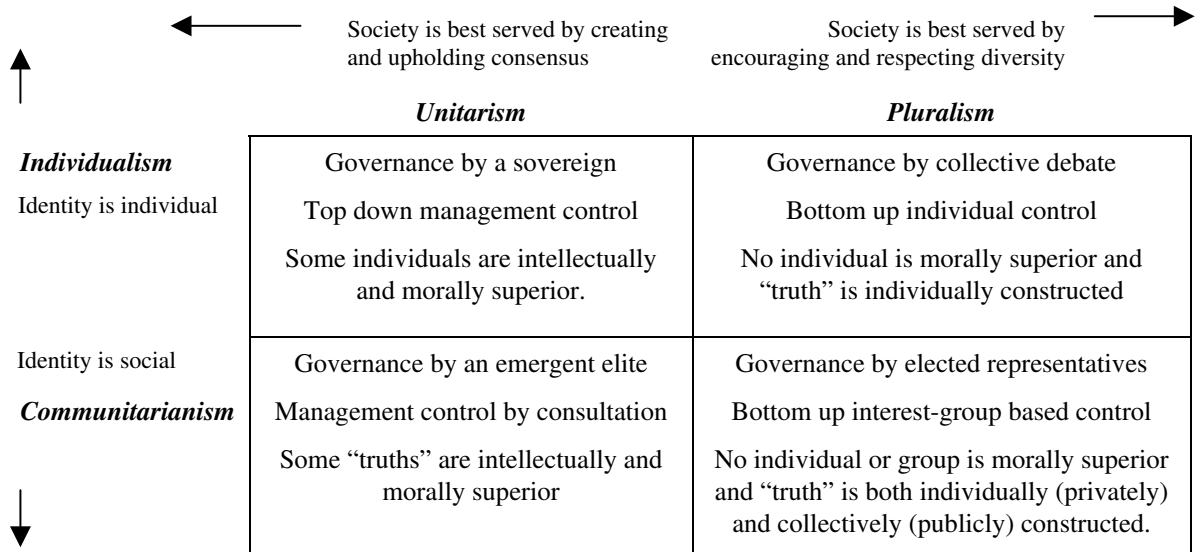 Society is best served by creating
and upholding consensus
Society is best served by
encouraging and respecting diversity
Unitarism
Pluralism
Individualism
Identity is individual
Governance by a sovereign
Top down management control
Some individuals are intellectually
and morally superior.
Governance by collective debate
Bottom up individual control
No individual is morally superior and
“truth” is individually constructed
Identity is social
Communitarianism
Governance by an emergent elite
Management control by consultation
Some “truths” are intellectually and
morally superior
Governance by elected representatives
Bottom up interest-group based control
No individual or group is morally superior
and “truth” is both individually (privately)
and collectively (publicly) constructed.